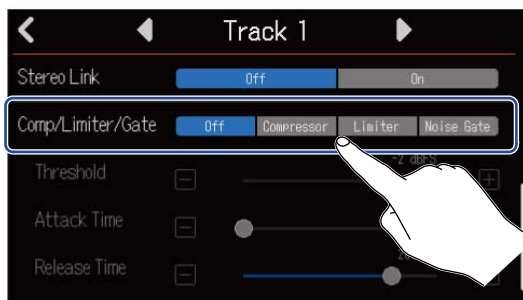 Track 1
Stereo Link Off On
Comp/Limiter/Gate Off Compressor Limiter Noise Gate
Threshold -2 dBFS
Attack Time
Release Time